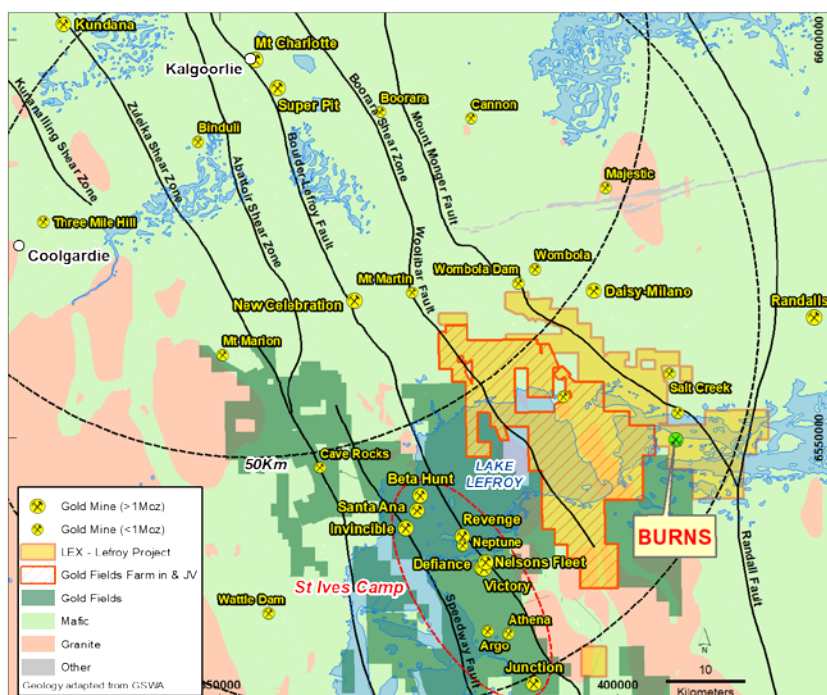 Kundana
Mt Charlotte
Kalgoorlie
Super Pit
Boorara
Cannon
6600000
Kunanalling Shear Zone
Zuleika Shear Zone
Binduli
Abattoir Shear Zone
Boulder-Lefroy Fault
Boorara Shear Zone
Mount Monger Fault
Majestic
Three Mile Hill
Coolgardie
Woolibar Fault
Mt Martin
Wombola Dam
Wombola
Daisy-Milano
New Celebration
Randalls
Mt Marion
Salt Creek
50Km
Cave Rocks
LAKE
LEFROY
6550000
Beta Hunt
Santa Ana
Invincible
Revenge
Neptune
BURNS
Defiance
Nelsons Fleet
Victory
St Ives Camp
Speedway Fault
Randall Fault
Wattle Dam
Athena
Argo
Junction
Gold Mine (>1Moz)
Gold Mine (<1Moz)
LEX - Lefroy Project
Gold Fields Farm in & JV
Gold Fields
Mafic
Granite
Other
Geology adapted from GSWA
400000
N
10
Kilometers